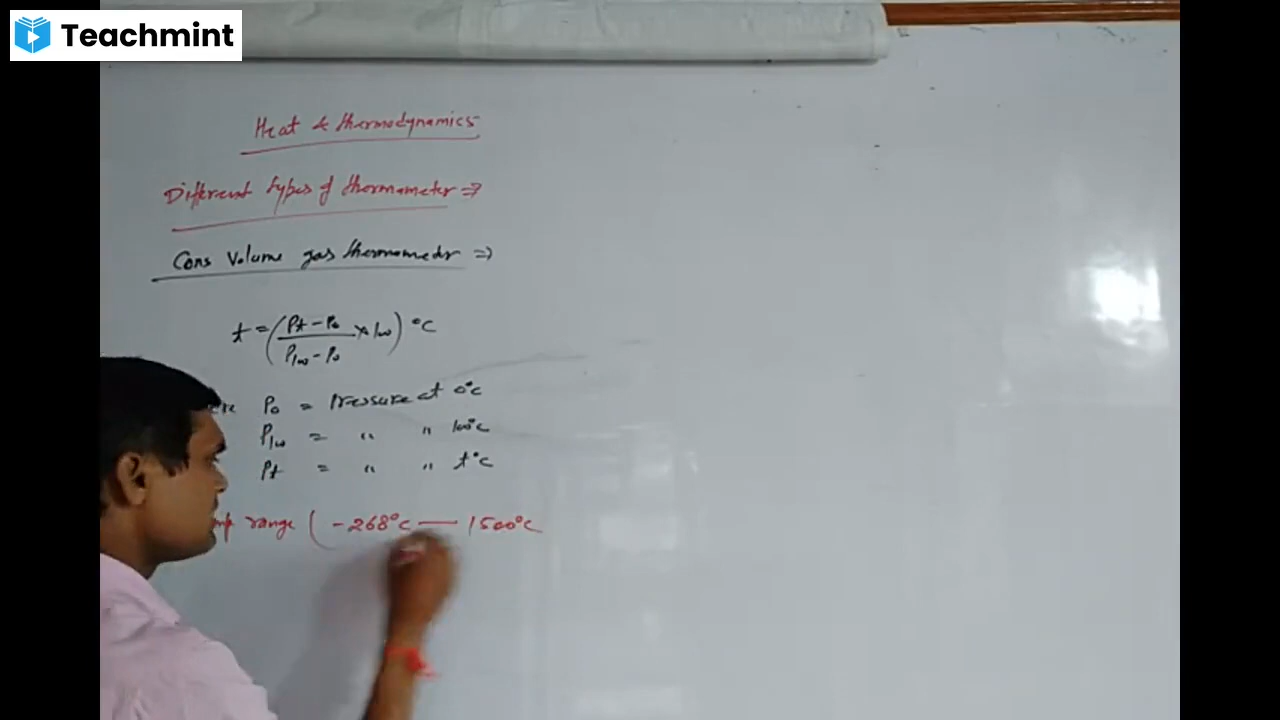 Teachmint
Heat & thermodynamics
Different types of thermometer ⇒
Cons Volume gas thermometer ⇒
t = (Pt - P0 / P100 - P0 × 100) °C
P0 = Pressure at 0°C
P100 = " " 100°C
Pt = " " t°C
range ( -268°C — 1500°C